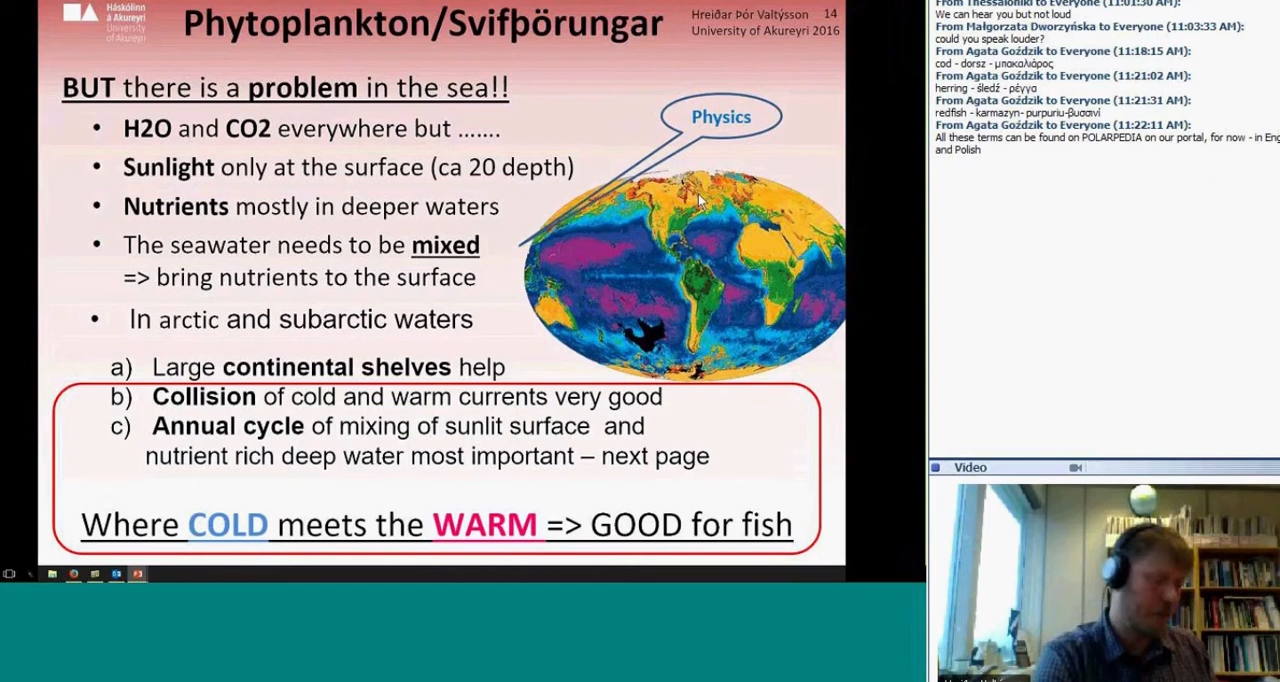 Háskólinn
á Akureyri
University
of Akureyri
Phytoplankton/Svifþörungar
Hreiðar Þór Valtýsson 14
University of Akureyri 2016
BUT there is a problem in the sea!!
• H2O and CO2 everywhere but …….
• Sunlight only at the surface (ca 20 depth)
• Nutrients mostly in deeper waters
• The seawater needs to be mixed
=> bring nutrients to the surface
• In arctic and subarctic waters
a) Large continental shelves help
b) Collision of cold and warm currents very good
c) Annual cycle of mixing of sunlit surface and
nutrient rich deep water most important – next page
Where COLD meets the WARM => GOOD for fish
Physics
From Thessaloniki to Everyone (11:01:30 AM):
We can hear you but not loud
From Małgorzata Dworzyńska to Everyone (11:03:33 AM):
could you speak louder?
From Agata Goździk to Everyone (11:18:15 AM):
cod - dorsz - μπακαλιάρος
From Agata Goździk to Everyone (11:21:02 AM):
herring - śledź - ρέγγα
From Agata Goździk to Everyone (11:21:31 AM):
redfish - karmazyn- purpuriu-βυσσινί
From Agata Goździk to Everyone (11:22:11 AM):
All these terms can be found on POLARPEDIA on our portal, for now - in Eng
and Polish
Video